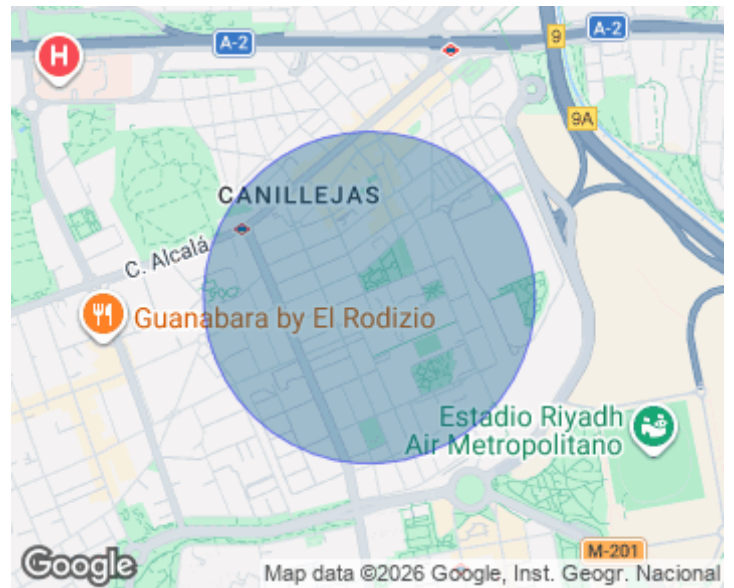 H
A-2
9
A-2
9A
CANILLEJAS
C. Alcalá
Guanabara by El Rodizio
Estadio Riyadh
Air Metropolitano
M-201
Google
Map data ©2026 Google, Inst. Geogr. Nacional